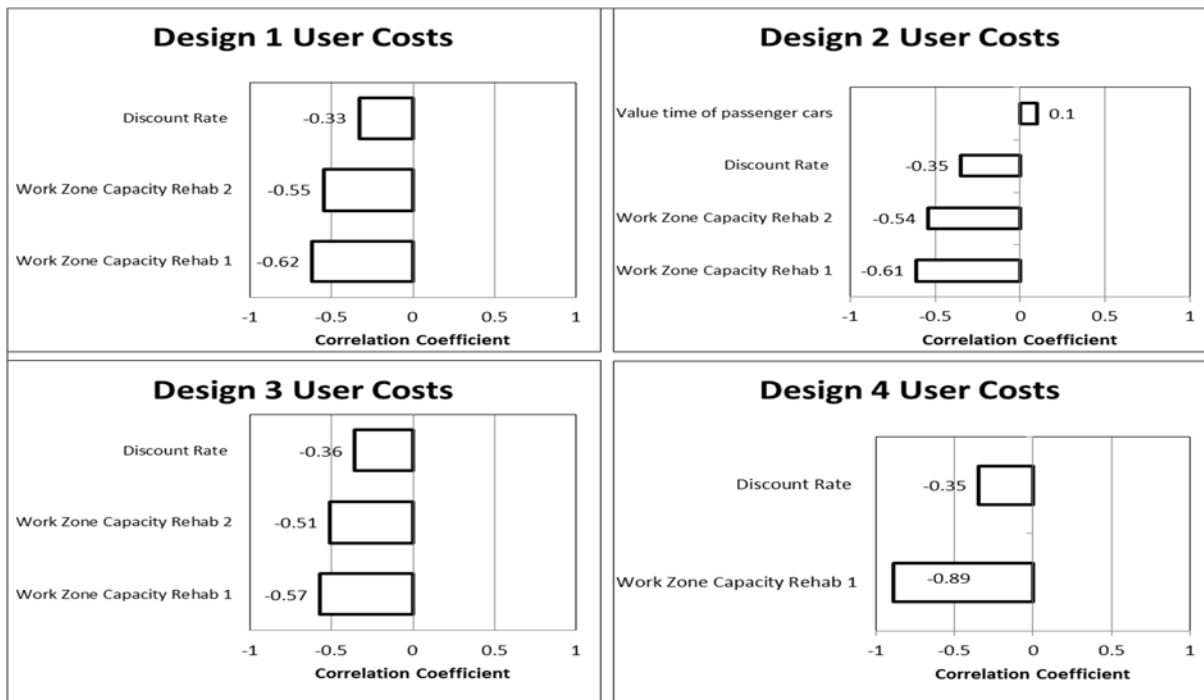 Design 1 User Costs
Discount Rate
-0.33
Work Zone Capacity Rehab 2
-0.55
Work Zone Capacity Rehab 1
-0.62
-1 -0.5 0 0.5 1
Correlation Coefficient
Design 2 User Costs
Value time of passenger cars
0.1
Discount Rate
-0.35
Work Zone Capacity Rehab 2
-0.54
Work Zone Capacity Rehab 1
-0.61
-1 -0.5 0 0.5 1
Correlation Coefficient
Design 3 User Costs
Discount Rate
-0.36
Work Zone Capacity Rehab 2
-0.51
Work Zone Capacity Rehab 1
-0.57
-1 -0.5 0 0.5 1
Correlation Coefficient
Design 4 User Costs
Discount Rate
-0.35
Work Zone Capacity Rehab 1
-0.89
-1 -0.5 0 0.5 1
Correlation Coefficient